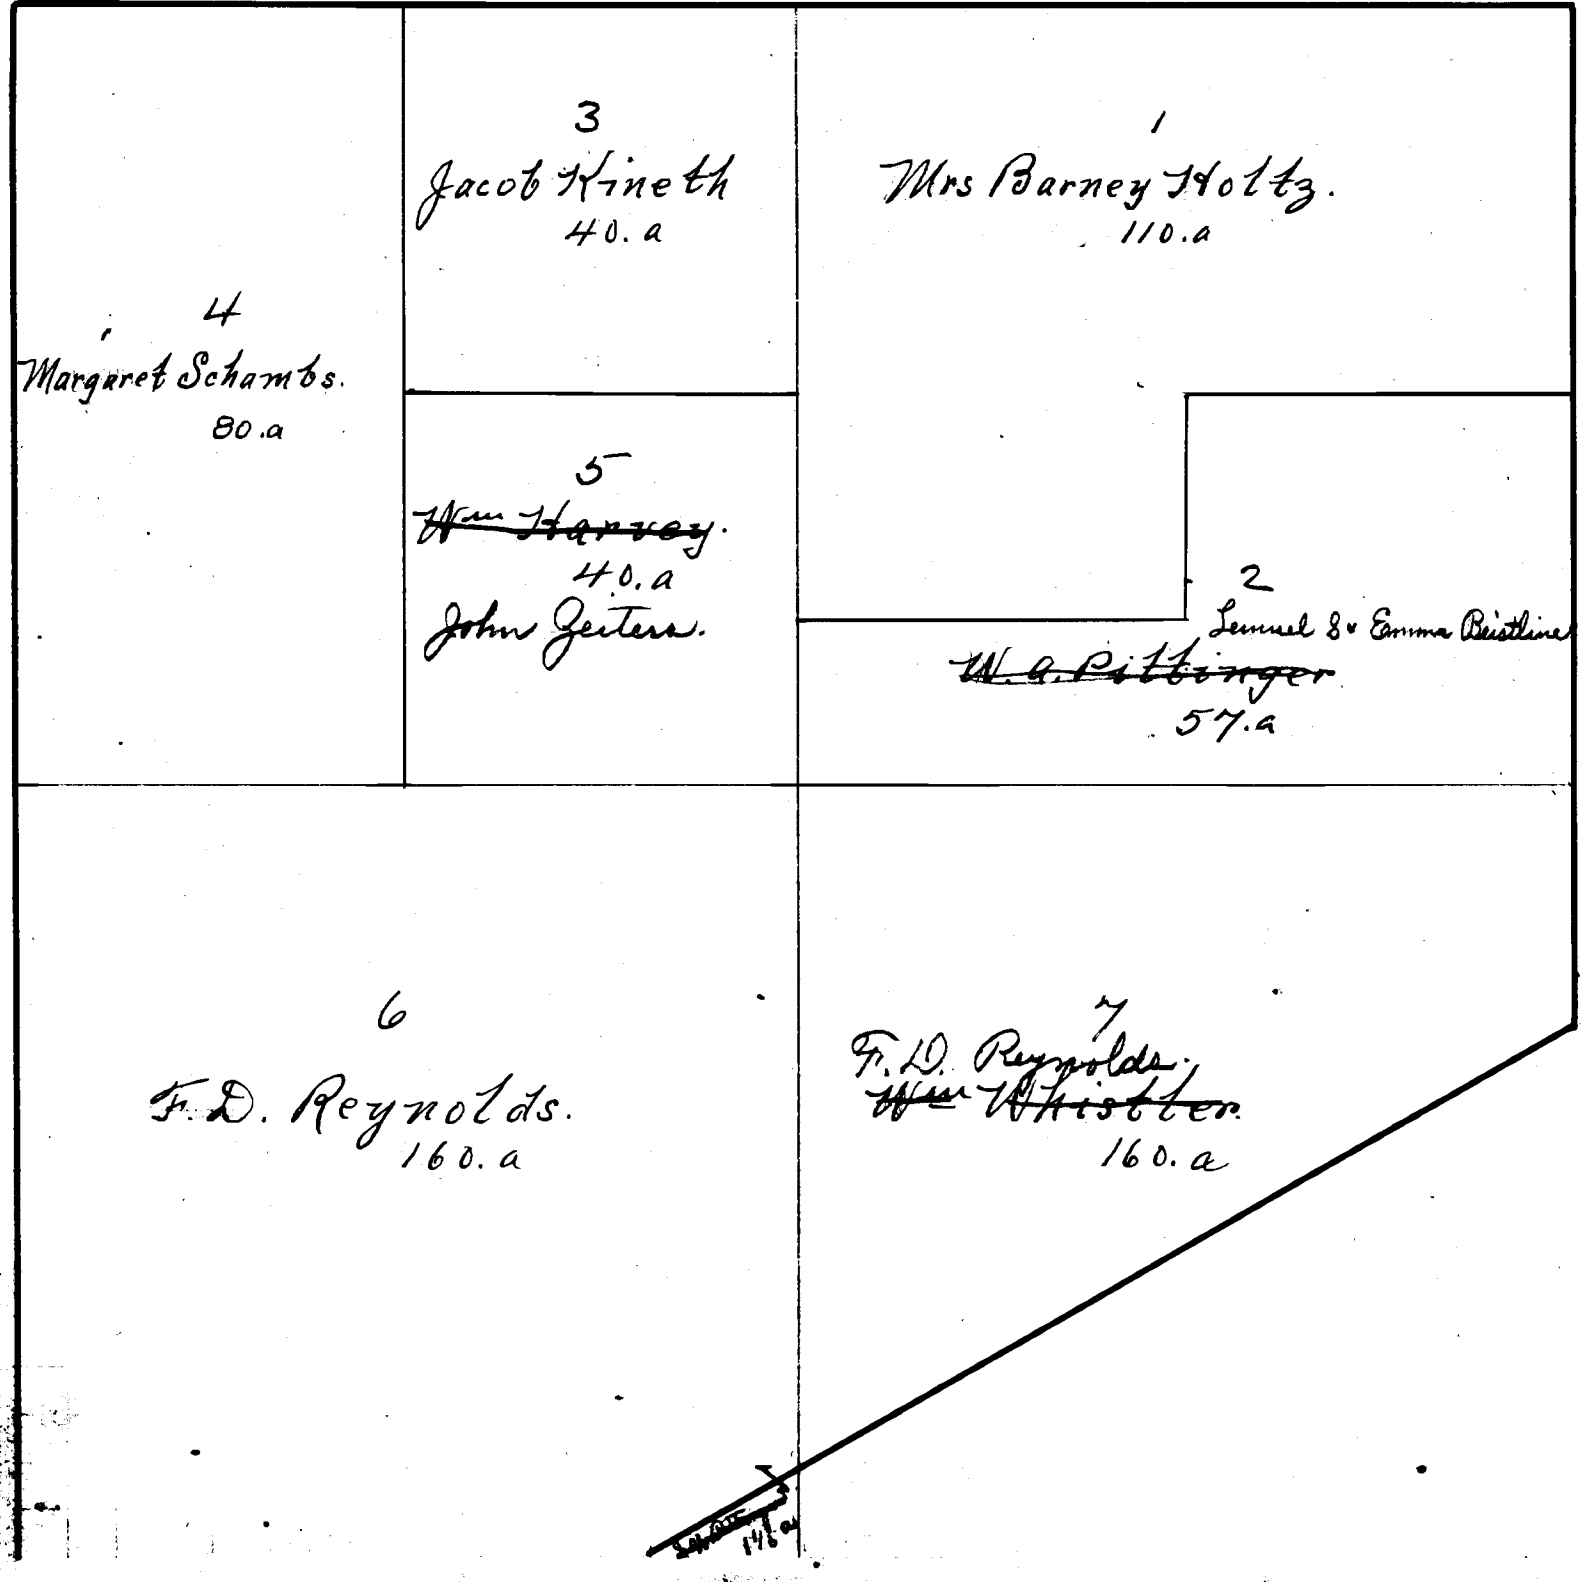 3
Jacob Kineth
40.a
1
Mrs Barney Holtz.
110.a
4
Margaret Schambs.
80.a
5
Wm Harvey.
40.a
John Zeiters.
2
Lemuel S & Emma Beistline
W. A. Pittinger
57.a
6
F. D. Reynolds.
160.a
7
F. D. Reynolds.
Wm Whistler.
160.a